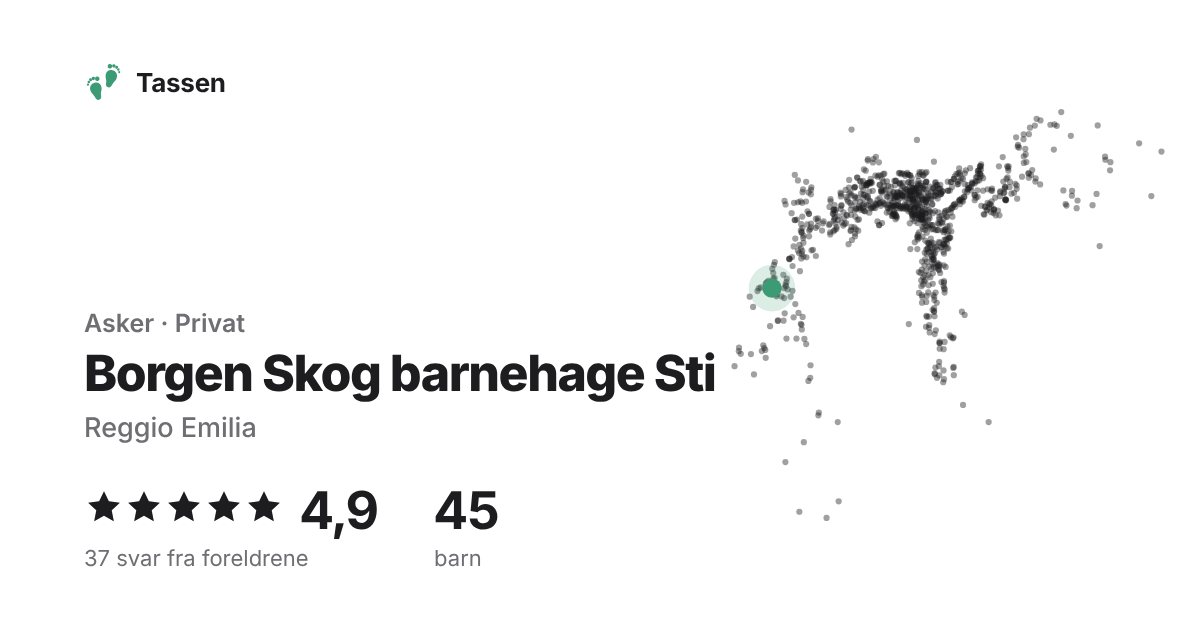 Tassen
Asker · Privat
Borgen Skog barnehage Sti
Reggio Emilia
4,9
45
37 svar fra foreldrene
barn